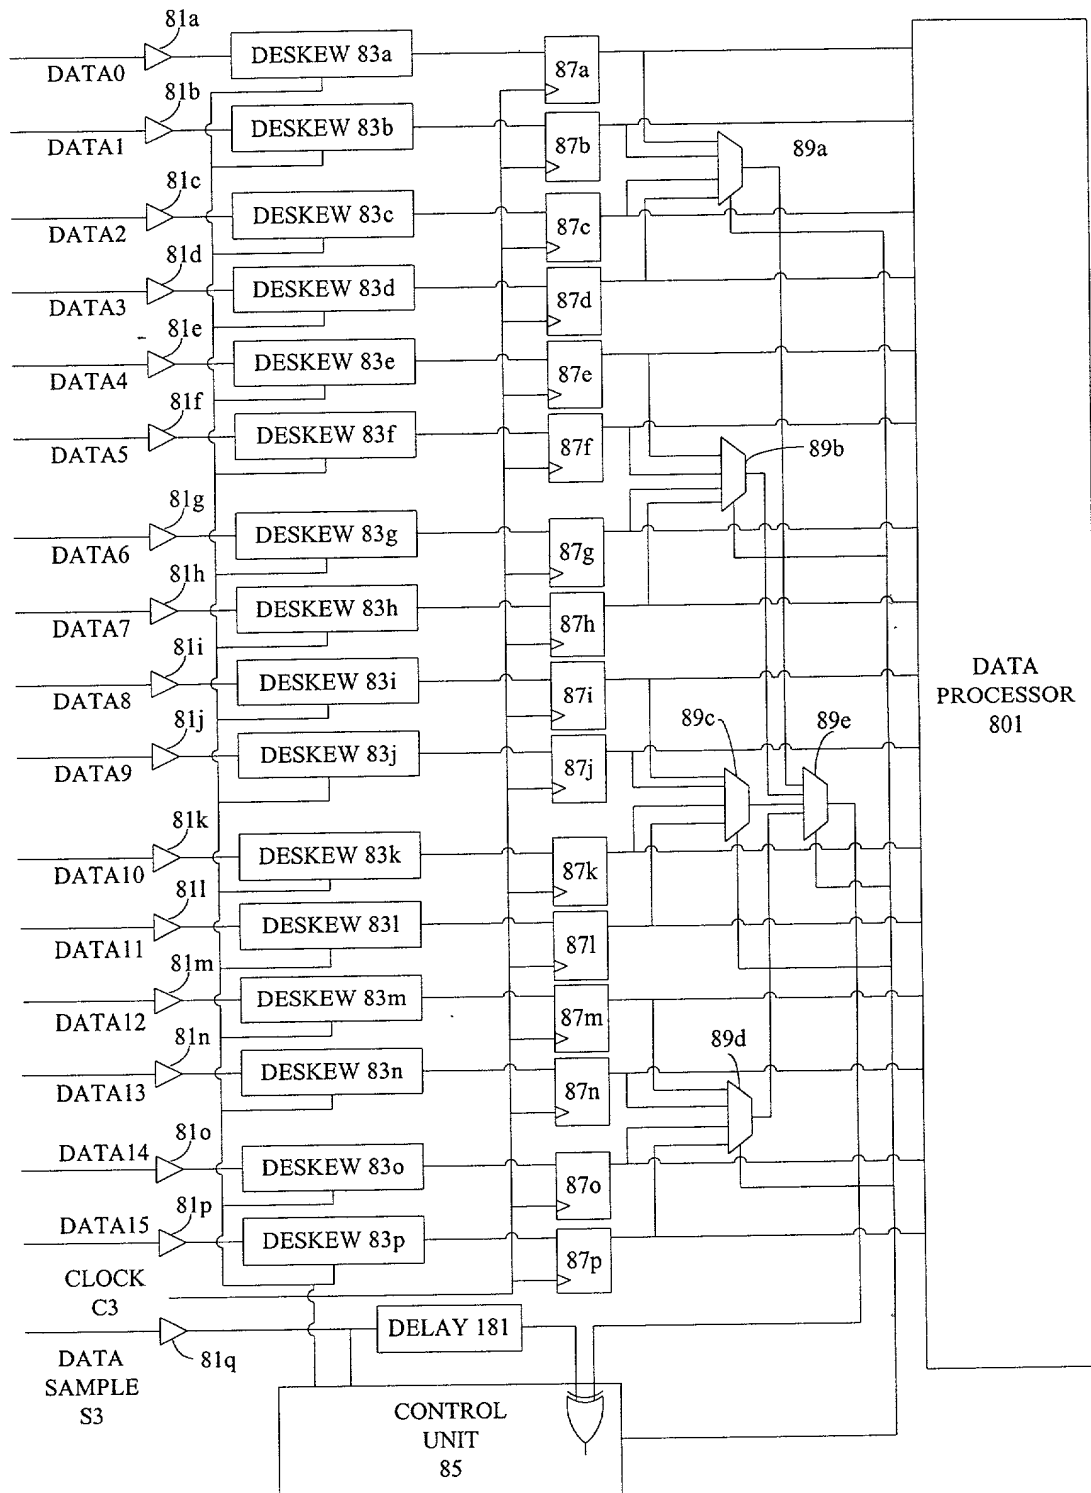 81a
DESKEW 83a
87a
DATA0
81b
DESKEW 83b
87b
DATA1
89a
81c
DESKEW 83c
87c
DATA2
81d
DESKEW 83d
87d
DATA3
81e
DESKEW 83e
87e
DATA4
81f
DESKEW 83f
87f
DATA5
89b
81g
DESKEW 83g
87g
DATA6
81h
DESKEW 83h
87h
DATA7
81i
DESKEW 83i
87i
DATA8
DATA
PROCESSOR
801
81j
DESKEW 83j
87j
DATA9
89c
89e
81k
DESKEW 83k
87k
DATA10
81l
DESKEW 83l
87l
DATA11
81m
DESKEW 83m
87m
DATA12
81n
DESKEW 83n
87n
DATA13
89d
81o
DATA14
DESKEW 83o
87o
81p
DATA15
DESKEW 83p
87p
CLOCK
C3
DELAY 181
81q
DATA
SAMPLE
S3
CONTROL
UNIT
85